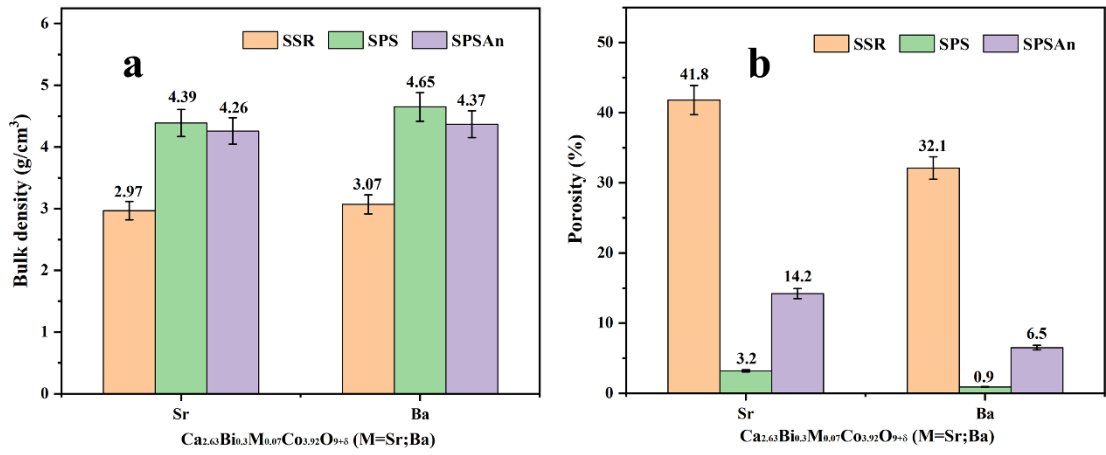 a
SSR SPS SPSAn
Bulk density (g/cm³)
6
5
4
3
2
1
0
2.97
4.39
4.26
3.07
4.65
4.37
Sr Ba
Ca₂.₆₃Bi₀.₃M₀.₀₇Co₃.₉₂O₉₊δ (M=Sr;Ba)
b
SSR SPS SPSAn
Porosity (%)
50
40
30
20
10
0
41.8
3.2
14.2
32.1
0.9
6.5
Sr Ba
Ca₂.₆₃Bi₀.₃M₀.₀₇Co₃.₉₂O₉₊δ (M=Sr;Ba)